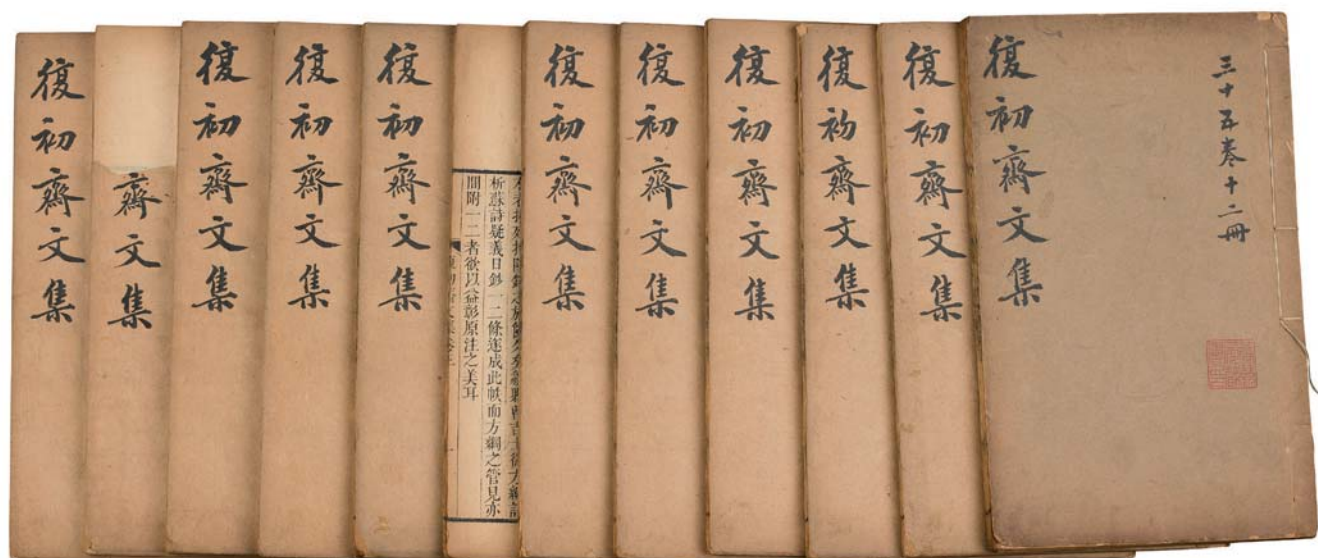 三十五卷十二冊
復初齋文集
復初齋文集
復初齋文集
復初齋文集
復初齋文集
復初齋文集
析蘇詩疑義日鈔一二條遂成此帙而方綱之管見亦
間附一二者欲以益彰原注之美耳
復初齋文集
復初齋文集
復初齋文集
齋文集
復初齋文集